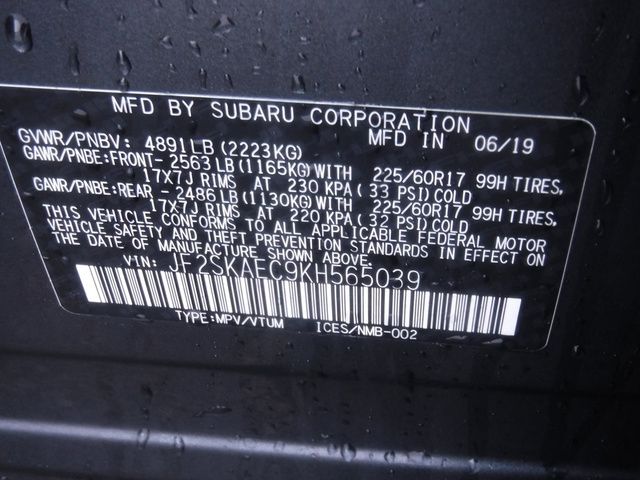 MFD BY SUBARU CORPORATION
GVWR/PNBV: 4891LB (2223KG) MFD IN 06/19
GAWR/PNBE:FRONT- 2563LB(1165KG)WITH 225/60R17 99H TIRES,
17X7J RIMS AT 230 KPA(33 PSI)COLD
GAWR/PNBE:REAR -2486LB(1130KG)WITH 225/60R17 99H TIRES,
17X7J RIMS AT 220 KPA(32 PSI)COLD
THIS VEHICLE CONFORMS TO ALL APPLICABLE FEDERAL MOTOR
VEHICLE SAFETY AND THEFT PREVENTION STANDARDS IN EFFECT ON
THE DATE OF MANUFACTURE SHOWN ABOVE.
VIN: JF2SKAEC9KH565039
TYPE:MPV/VTUM ICES/NMB-002